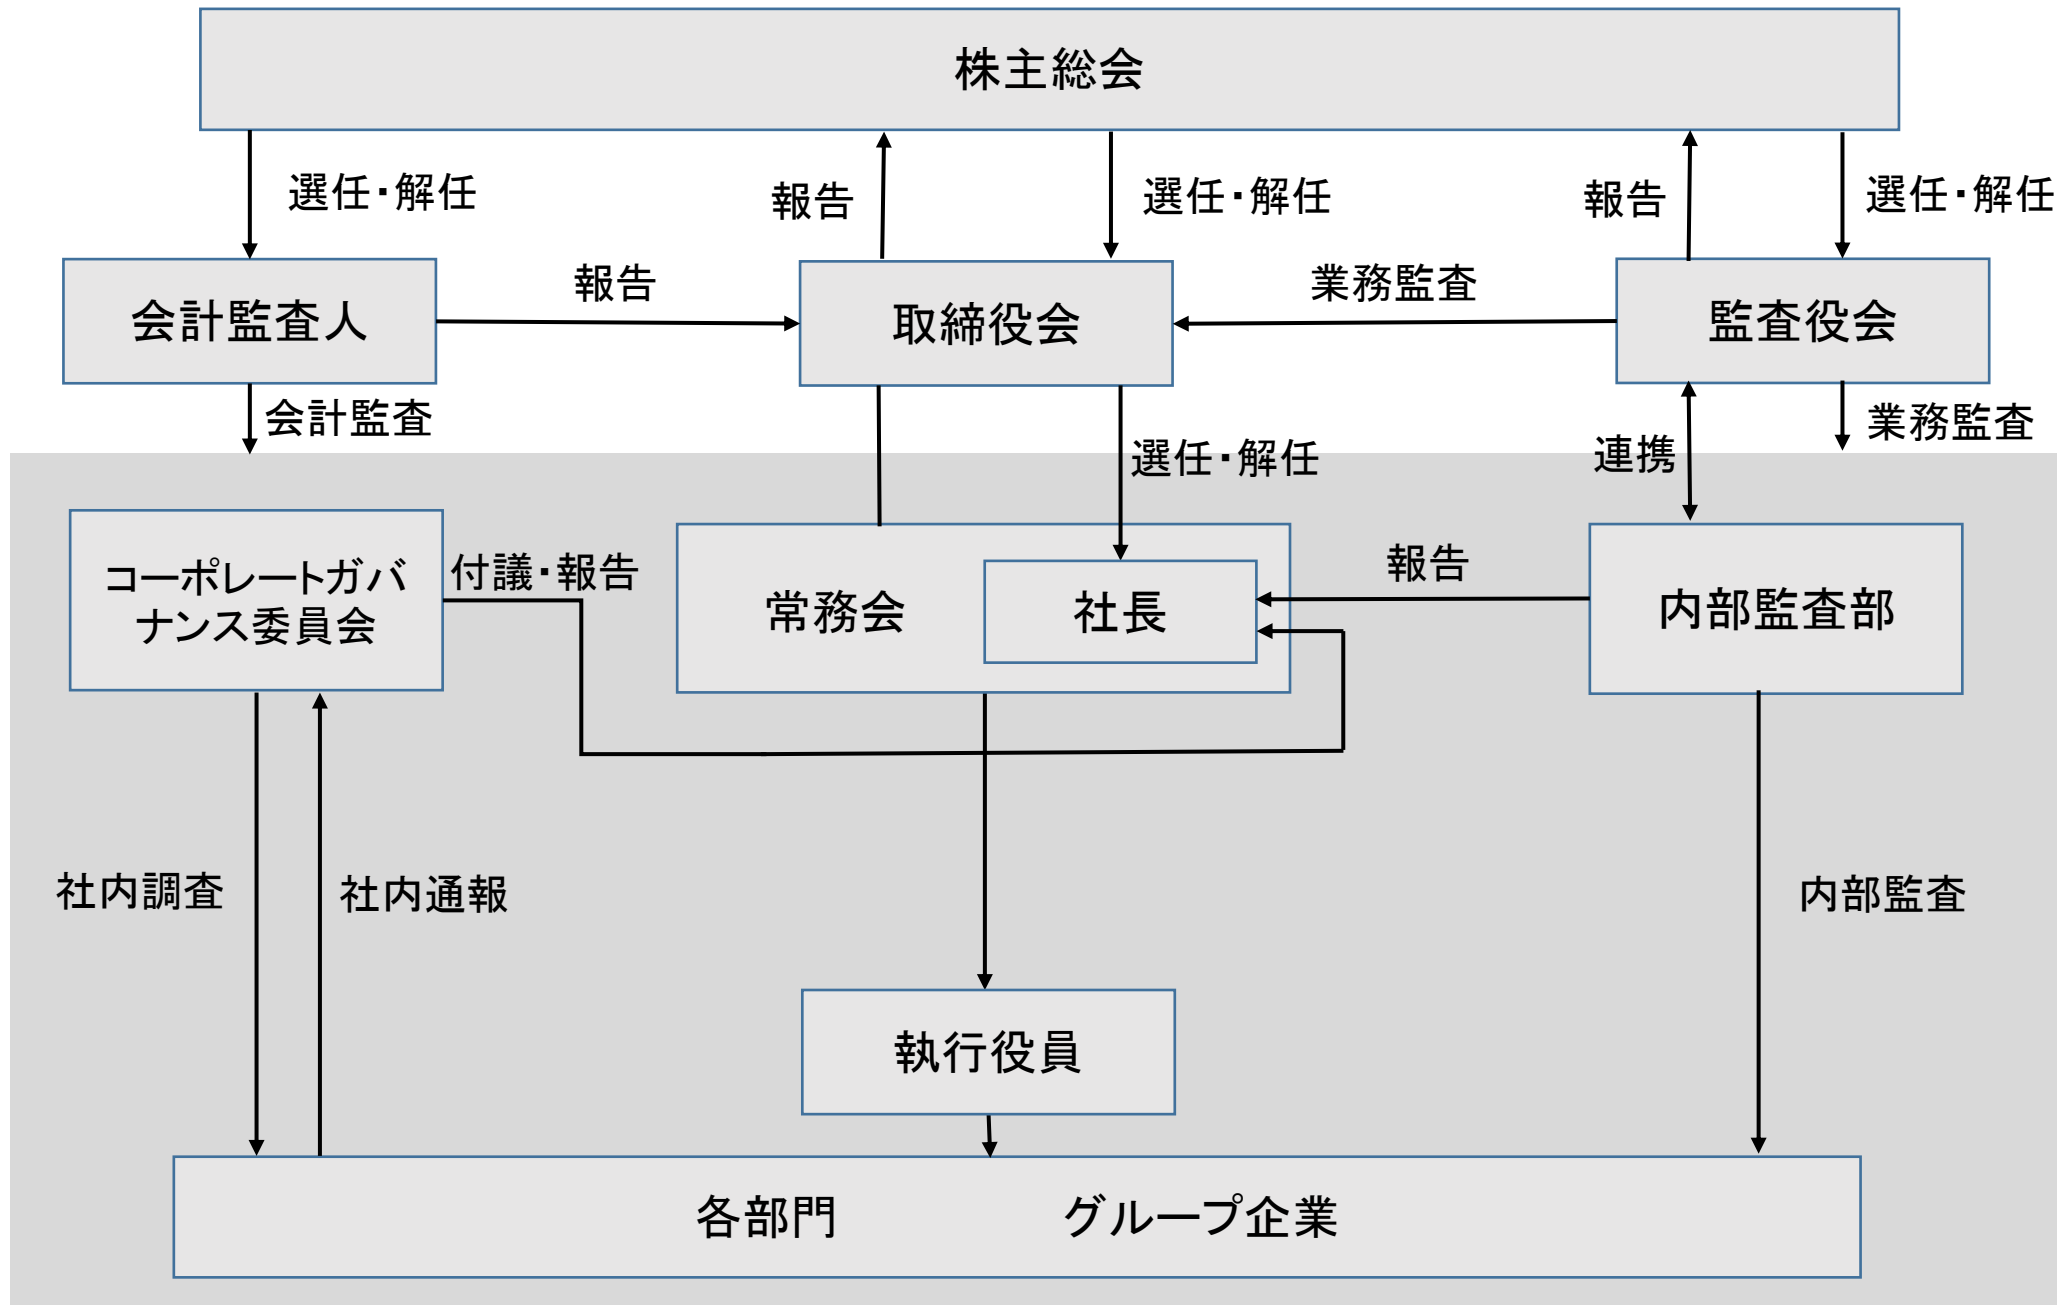 株主総会
選任・解任
報告
選任・解任
報告
選任・解任
会計監査人
報告
取締役会
業務監査
監査役会
会計監査
選任・解任
連携
業務監査
コーポレートガバ
ナンス委員会
付議・報告
常務会
社長
報告
内部監査部
社内調査
社内通報
内部監査
執行役員
各部門 グループ企業